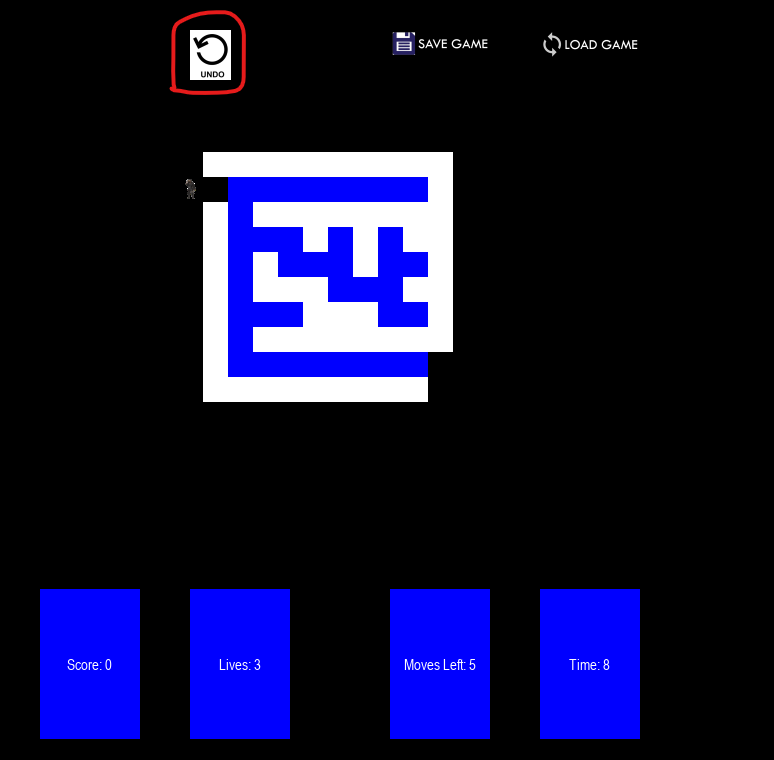 UNDO
SAVE GAME
LOAD GAME
Score: 0
Lives: 3
Moves Left: 5
Time: 8